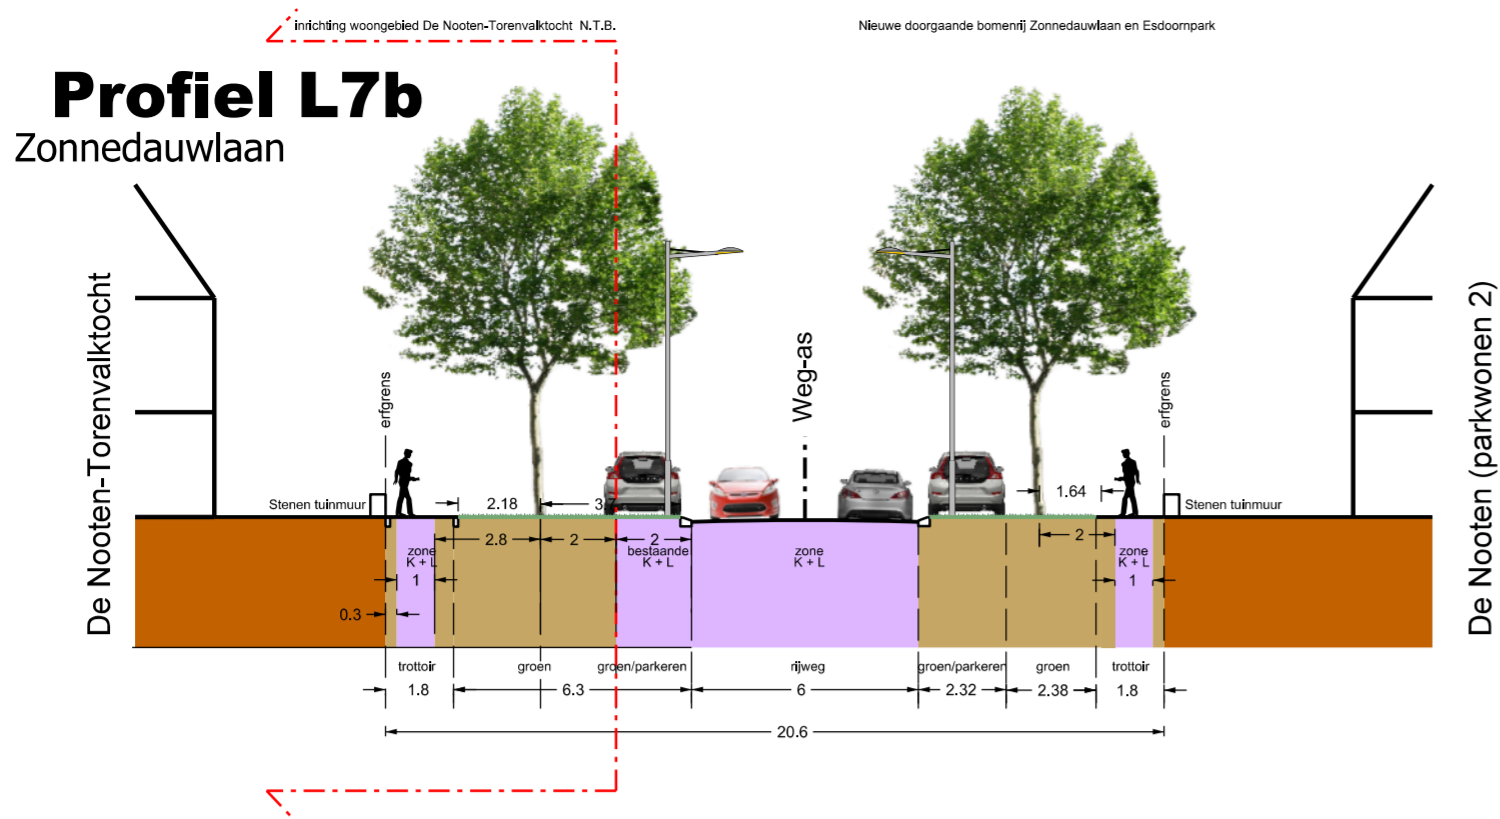 inrichting woongebied De Nooten-Torenvalktocht N.T.B.
Nieuwe doorgaande bomenrij Zonnedauwlaan en Esdoornpark
Profiel L7b
Zonnedauwlaan
De Nooten-Torenvalktocht
De Nooten (parkwonen 2)
Weg-as
erfgrens
erfgrens
Stenen tuinmuur
2.18
1.64
Stenen tuinmuur
2.8
2
2
2
zone
K + L
bestaande
K + L
zone
K + L
zone
K + L
1
1
0.3
trottoir
groen
groen/parkeren
rijweg
groen/parkeren
groen
trottoir
1.8
6.3
6
2.32
2.38
1.8
20.6